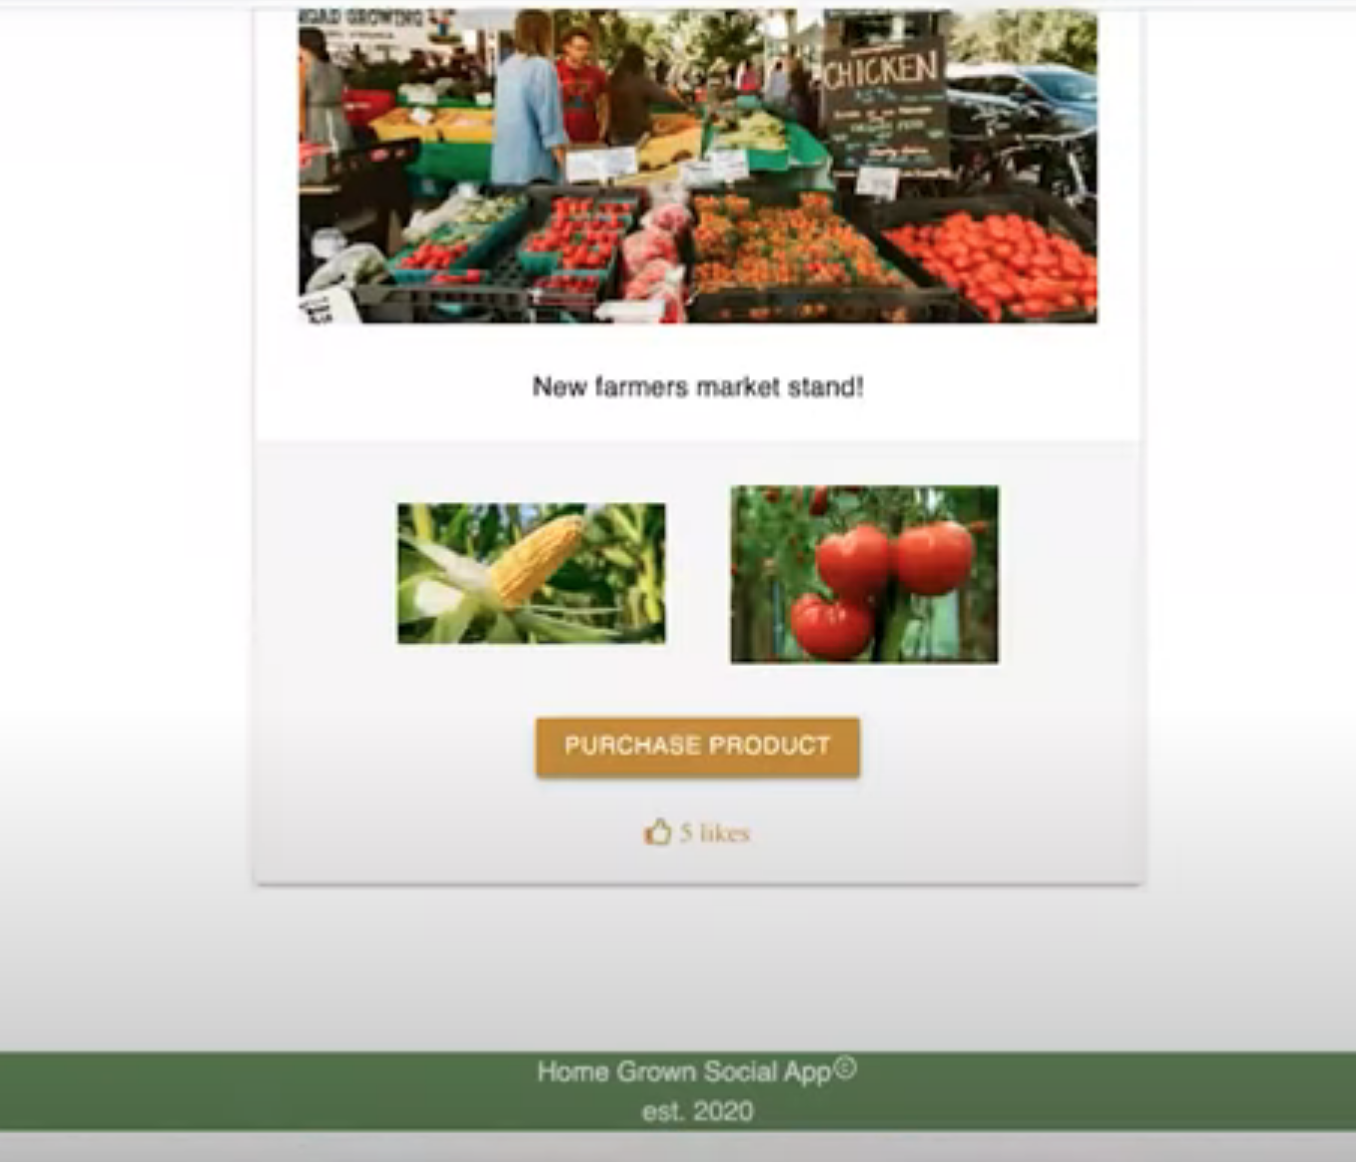 ROAD GROWING
CHICKEN
New farmers market stand!
PURCHASE PRODUCT
5 likes
Home Grown Social App©
est. 2020